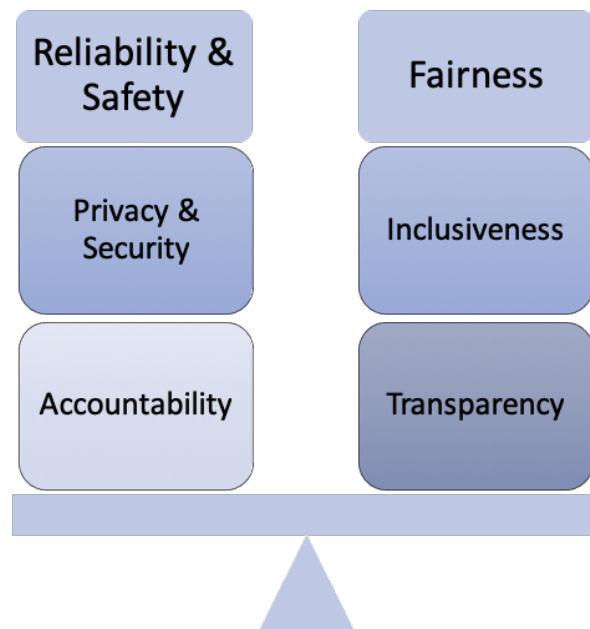 Reliability &
Safety
Fairness
Privacy &
Security
Inclusiveness
Accountability
Transparency